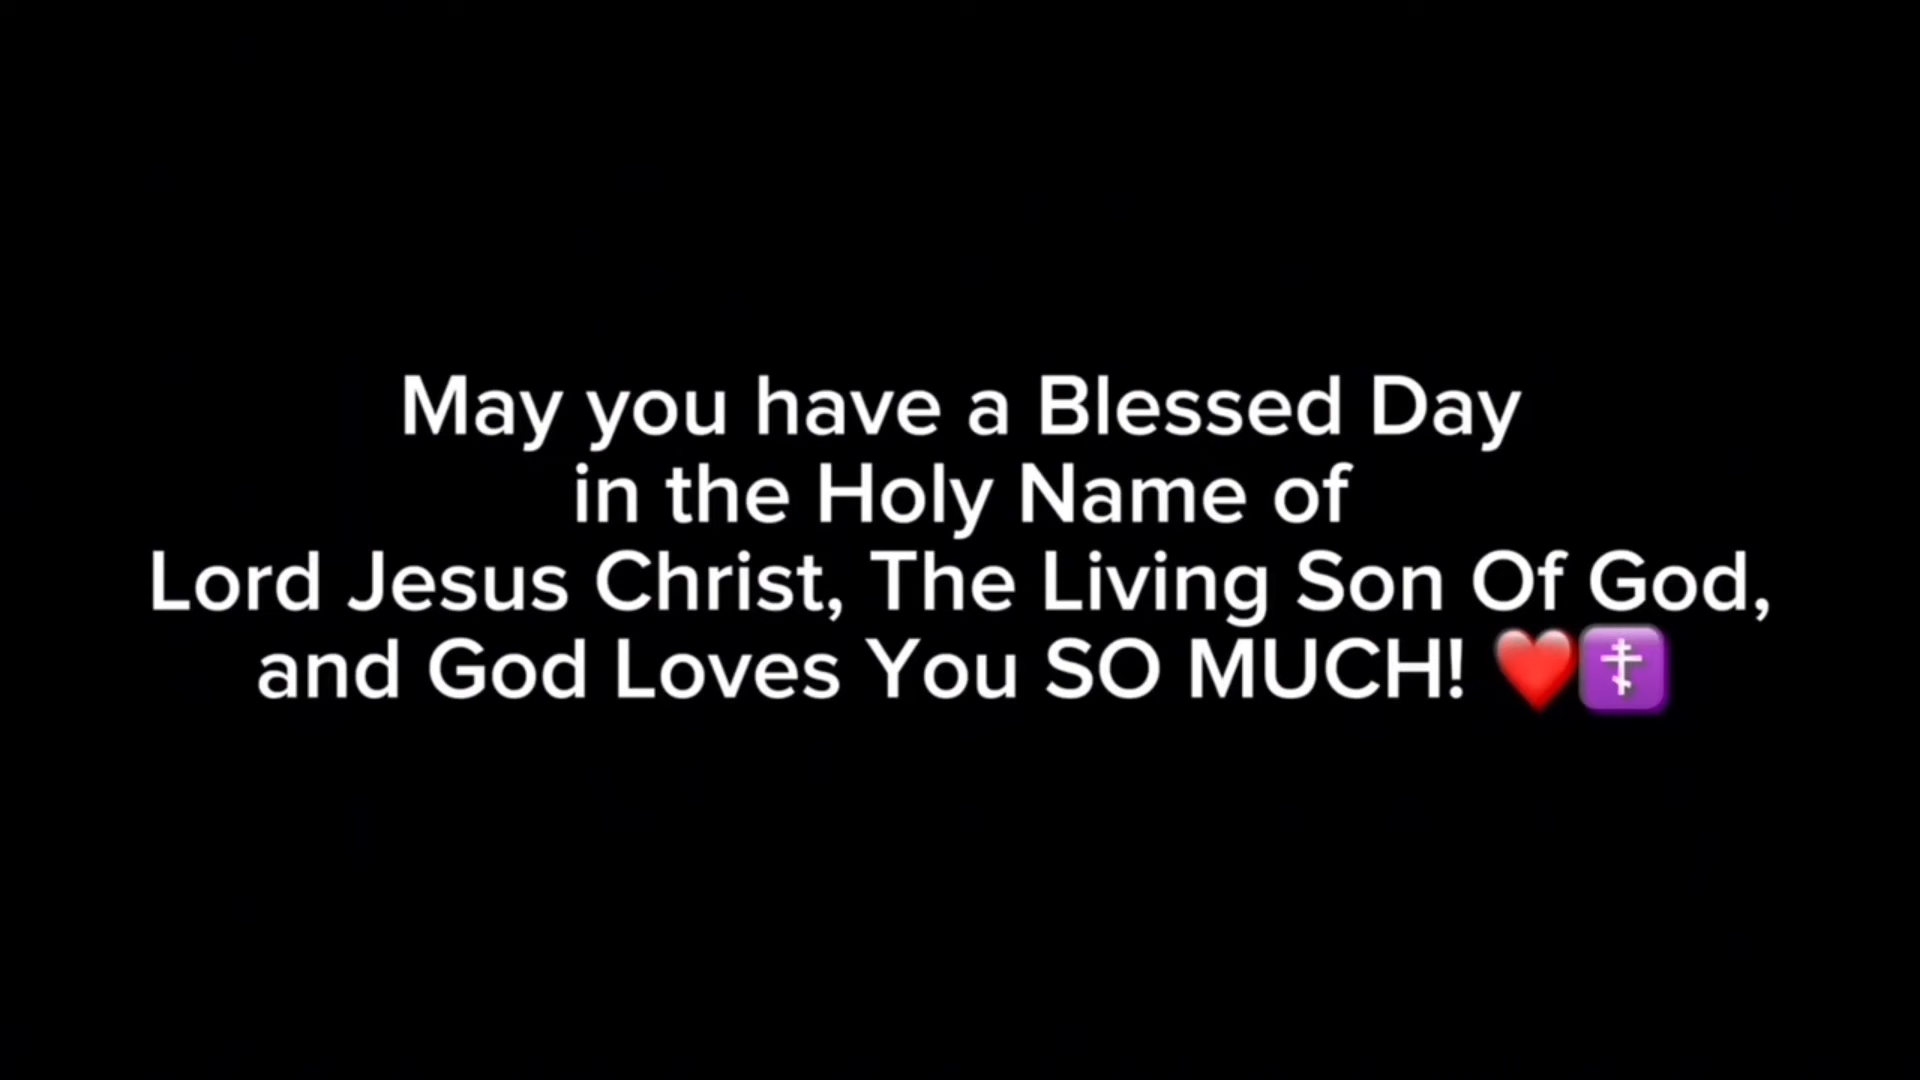 May you have a Blessed Day
in the Holy Name of
Lord Jesus Christ, The Living Son Of God,
and God Loves You SO MUCH! ❤️☦️